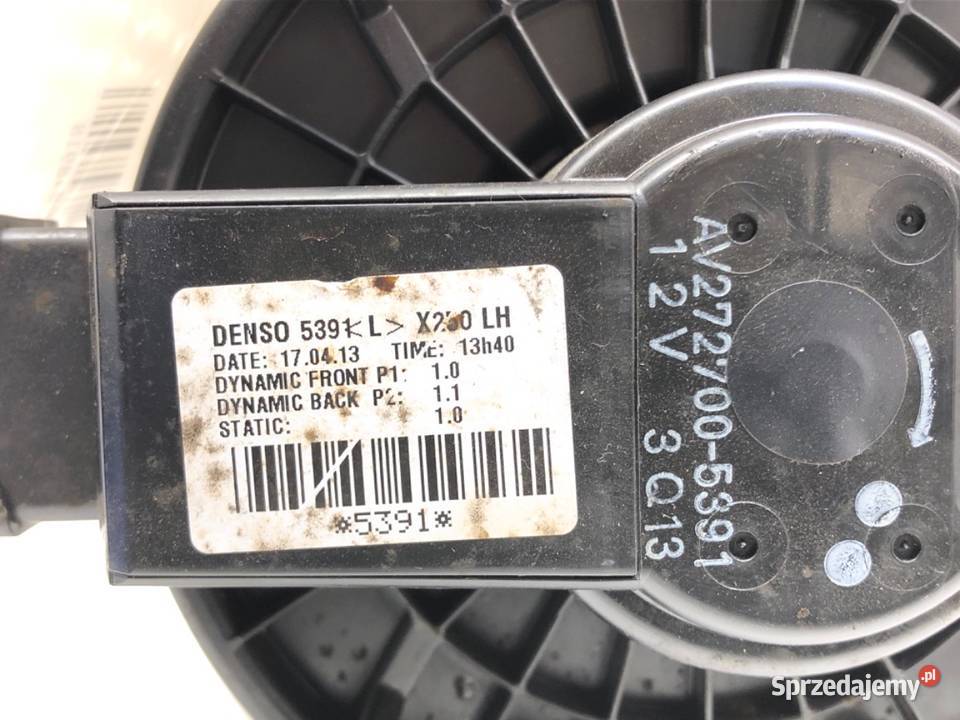 DENSO 5391<L> X250 LH
DATE: 17.04.13 TIME: 13h40
DYNAMIC FRONT P1: 1.0
DYNAMIC BACK P2: 1.1
STATIC: 1.0
*5391*
AV272700-5391
12V 3Q13
Sprzedajemy.pl